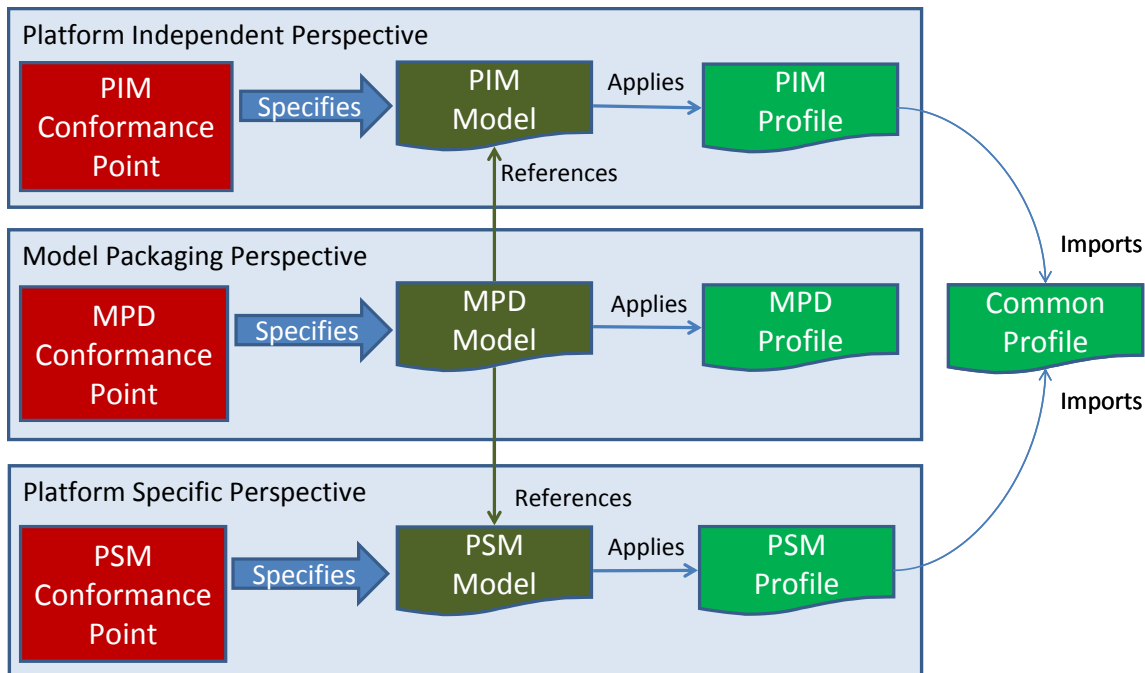 Platform Independent Perspective
PIM
Conformance
Point
Specifies
PIM
Model
Applies
PIM
Profile
References
Imports
Model Packaging Perspective
MPD
Conformance
Point
Specifies
MPD
Model
Applies
MPD
Profile
Common
Profile
Imports
Platform Specific Perspective
References
PSM
Conformance
Point
Specifies
PSM
Model
Applies
PSM
Profile